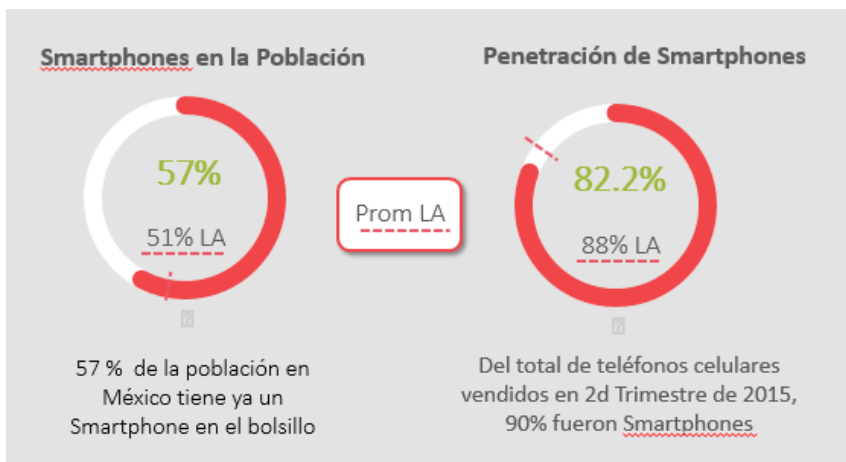 Smartphones en la Población
57%
51% LA
57 % de la población en
México tiene ya un
Smartphone en el bolsillo
Prom LA
Penetración de Smartphones
82.2%
88% LA
Del total de teléfonos celulares
vendidos en 2d Trimestre de 2015,
90% fueron Smartphones